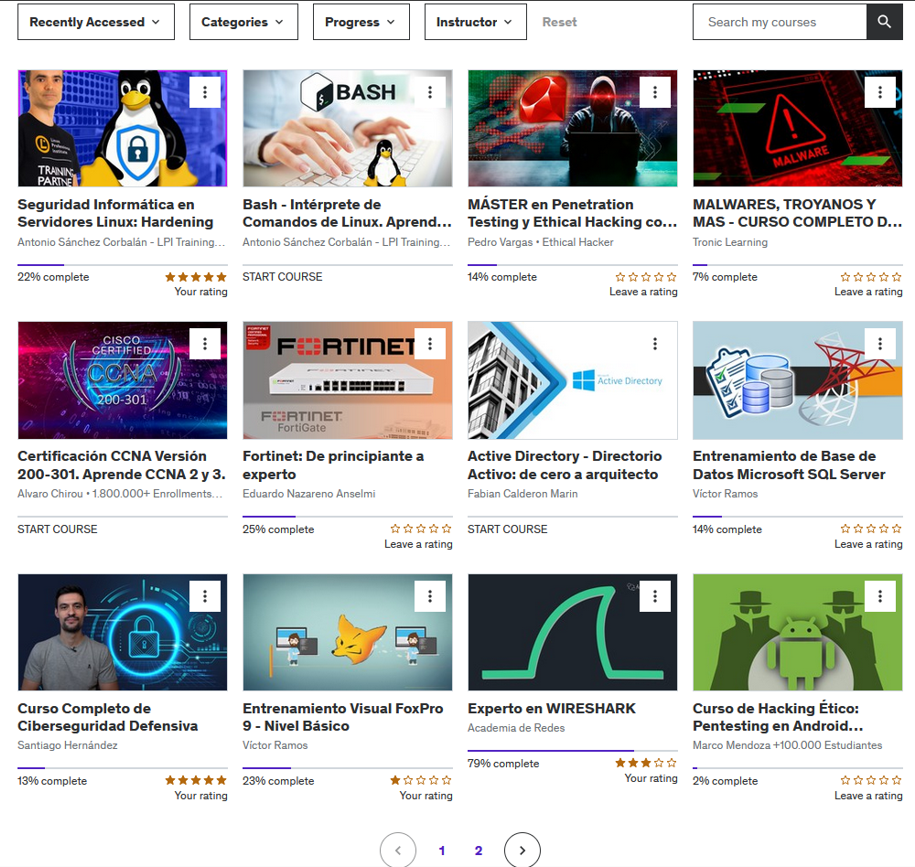 Recently Accessed
Categories
Progress
Instructor
Reset
Search my courses
TRAINING
PARTNER
BASH
MALWARE
Seguridad Informática en
Servidores Linux: Hardening
Antonio Sánchez Corbalán - LPI Training...
22% complete
Your rating
Bash - Intérprete de
Comandos de Linux. Aprend...
Antonio Sánchez Corbalán - LPI Training...
START COURSE
MÁSTER en Penetration
Testing y Ethical Hacking co...
Pedro Vargas • Ethical Hacker
14% complete
Leave a rating
MALWARES, TROYANOS Y
MAS - CURSO COMPLETO D...
Tronic Learning
7% complete
Leave a rating
CISCO
CERTIFIED
CCNA
200-301
FORTINET
FORTINET
FortiGate
Active Directory
Certificación CCNA Versión
200-301. Aprende CCNA 2 y 3.
Alvaro Chirou • 1.800.000+ Enrollments...
START COURSE
Fortinet: De principiante a
experto
Eduardo Nazareno Anselmi
25% complete
Leave a rating
Active Directory - Directorio
Activo: de cero a arquitecto
Fabian Calderon Marin
START COURSE
Entrenamiento de Base de
Datos Microsoft SQL Server
Víctor Ramos
14% complete
Leave a rating
Curso Completo de
Ciberseguridad Defensiva
Santiago Hernández
13% complete
Your rating
Entrenamiento Visual FoxPro
9 - Nivel Básico
Víctor Ramos
23% complete
Your rating
Experto en WIRESHARK
Academia de Redes
79% complete
Your rating
Curso de Hacking Ético:
Pentesting en Android...
Marco Mendoza +100.000 Estudiantes
2% complete
Leave a rating
1
2